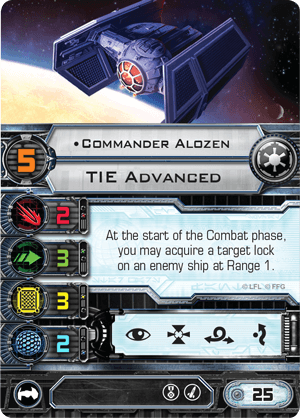 •Commander Alozen
5
TIE Advanced
2
At the start of the Combat phase,
you may acquire a target lock
on an enemy ship at Range 1.
3
©LFL ©FFG
3
2
25